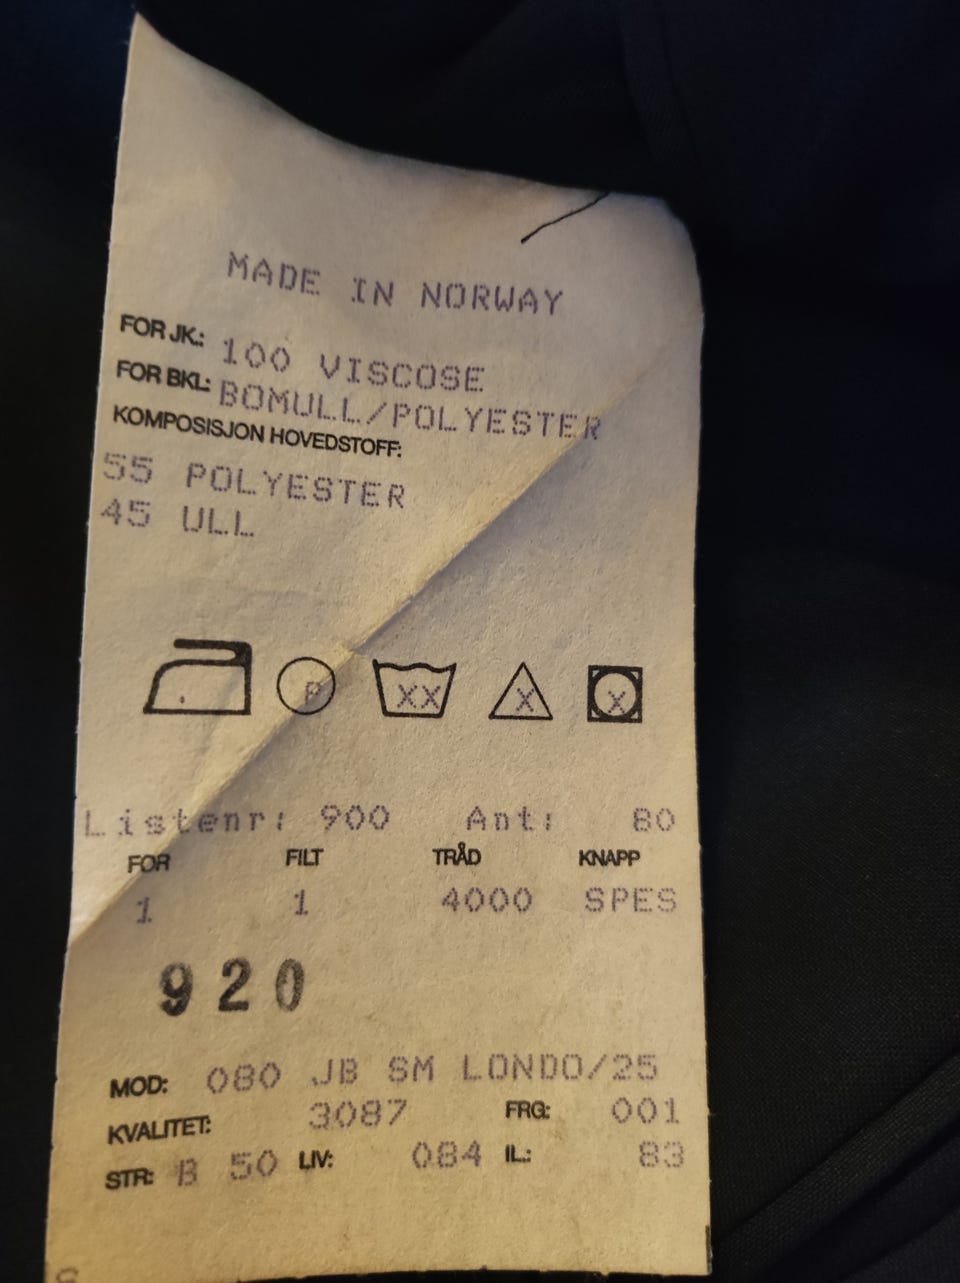 MADE IN NORWAY
FOR JK.: 100 VISCOSE
FOR BKL: BOMULL/POLYESTER
KOMPOSISJON HOVEDSTOFF:
55 POLYESTER
45 ULL
. P XX X X
Listenr: 900 Ant: 80
FOR FILT TRÅD KNAPP
1 1 4000 SPES
920
MOD: 080 JB SM LONDO/25
KVALITET: 3087 FRG: 001
STR: B 50 LIV: 084 IL: 83